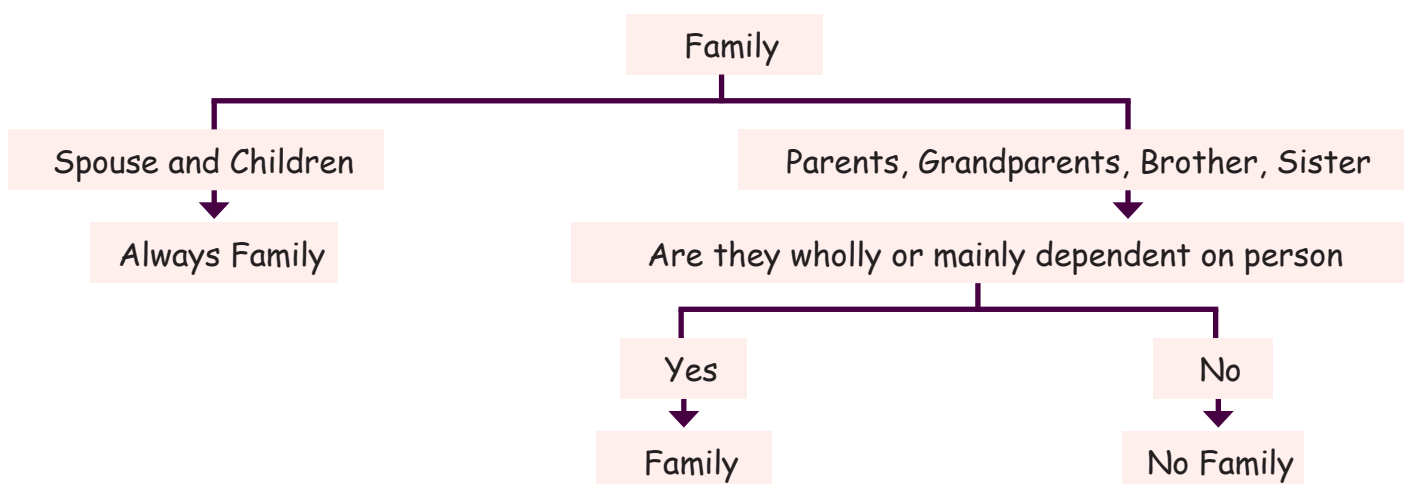 Family
Spouse and Children
Parents, Grandparents, Brother, Sister
Always Family
Are they wholly or mainly dependent on person
Yes
No
Family
No Family